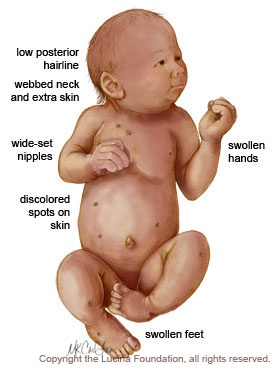 low posterior
hairline
webbed neck
and extra skin
wide-set
nipples
swollen
hands
discolored
spots on
skin
swollen feet
Copyright the Lucina Foundation, all rights reserved.